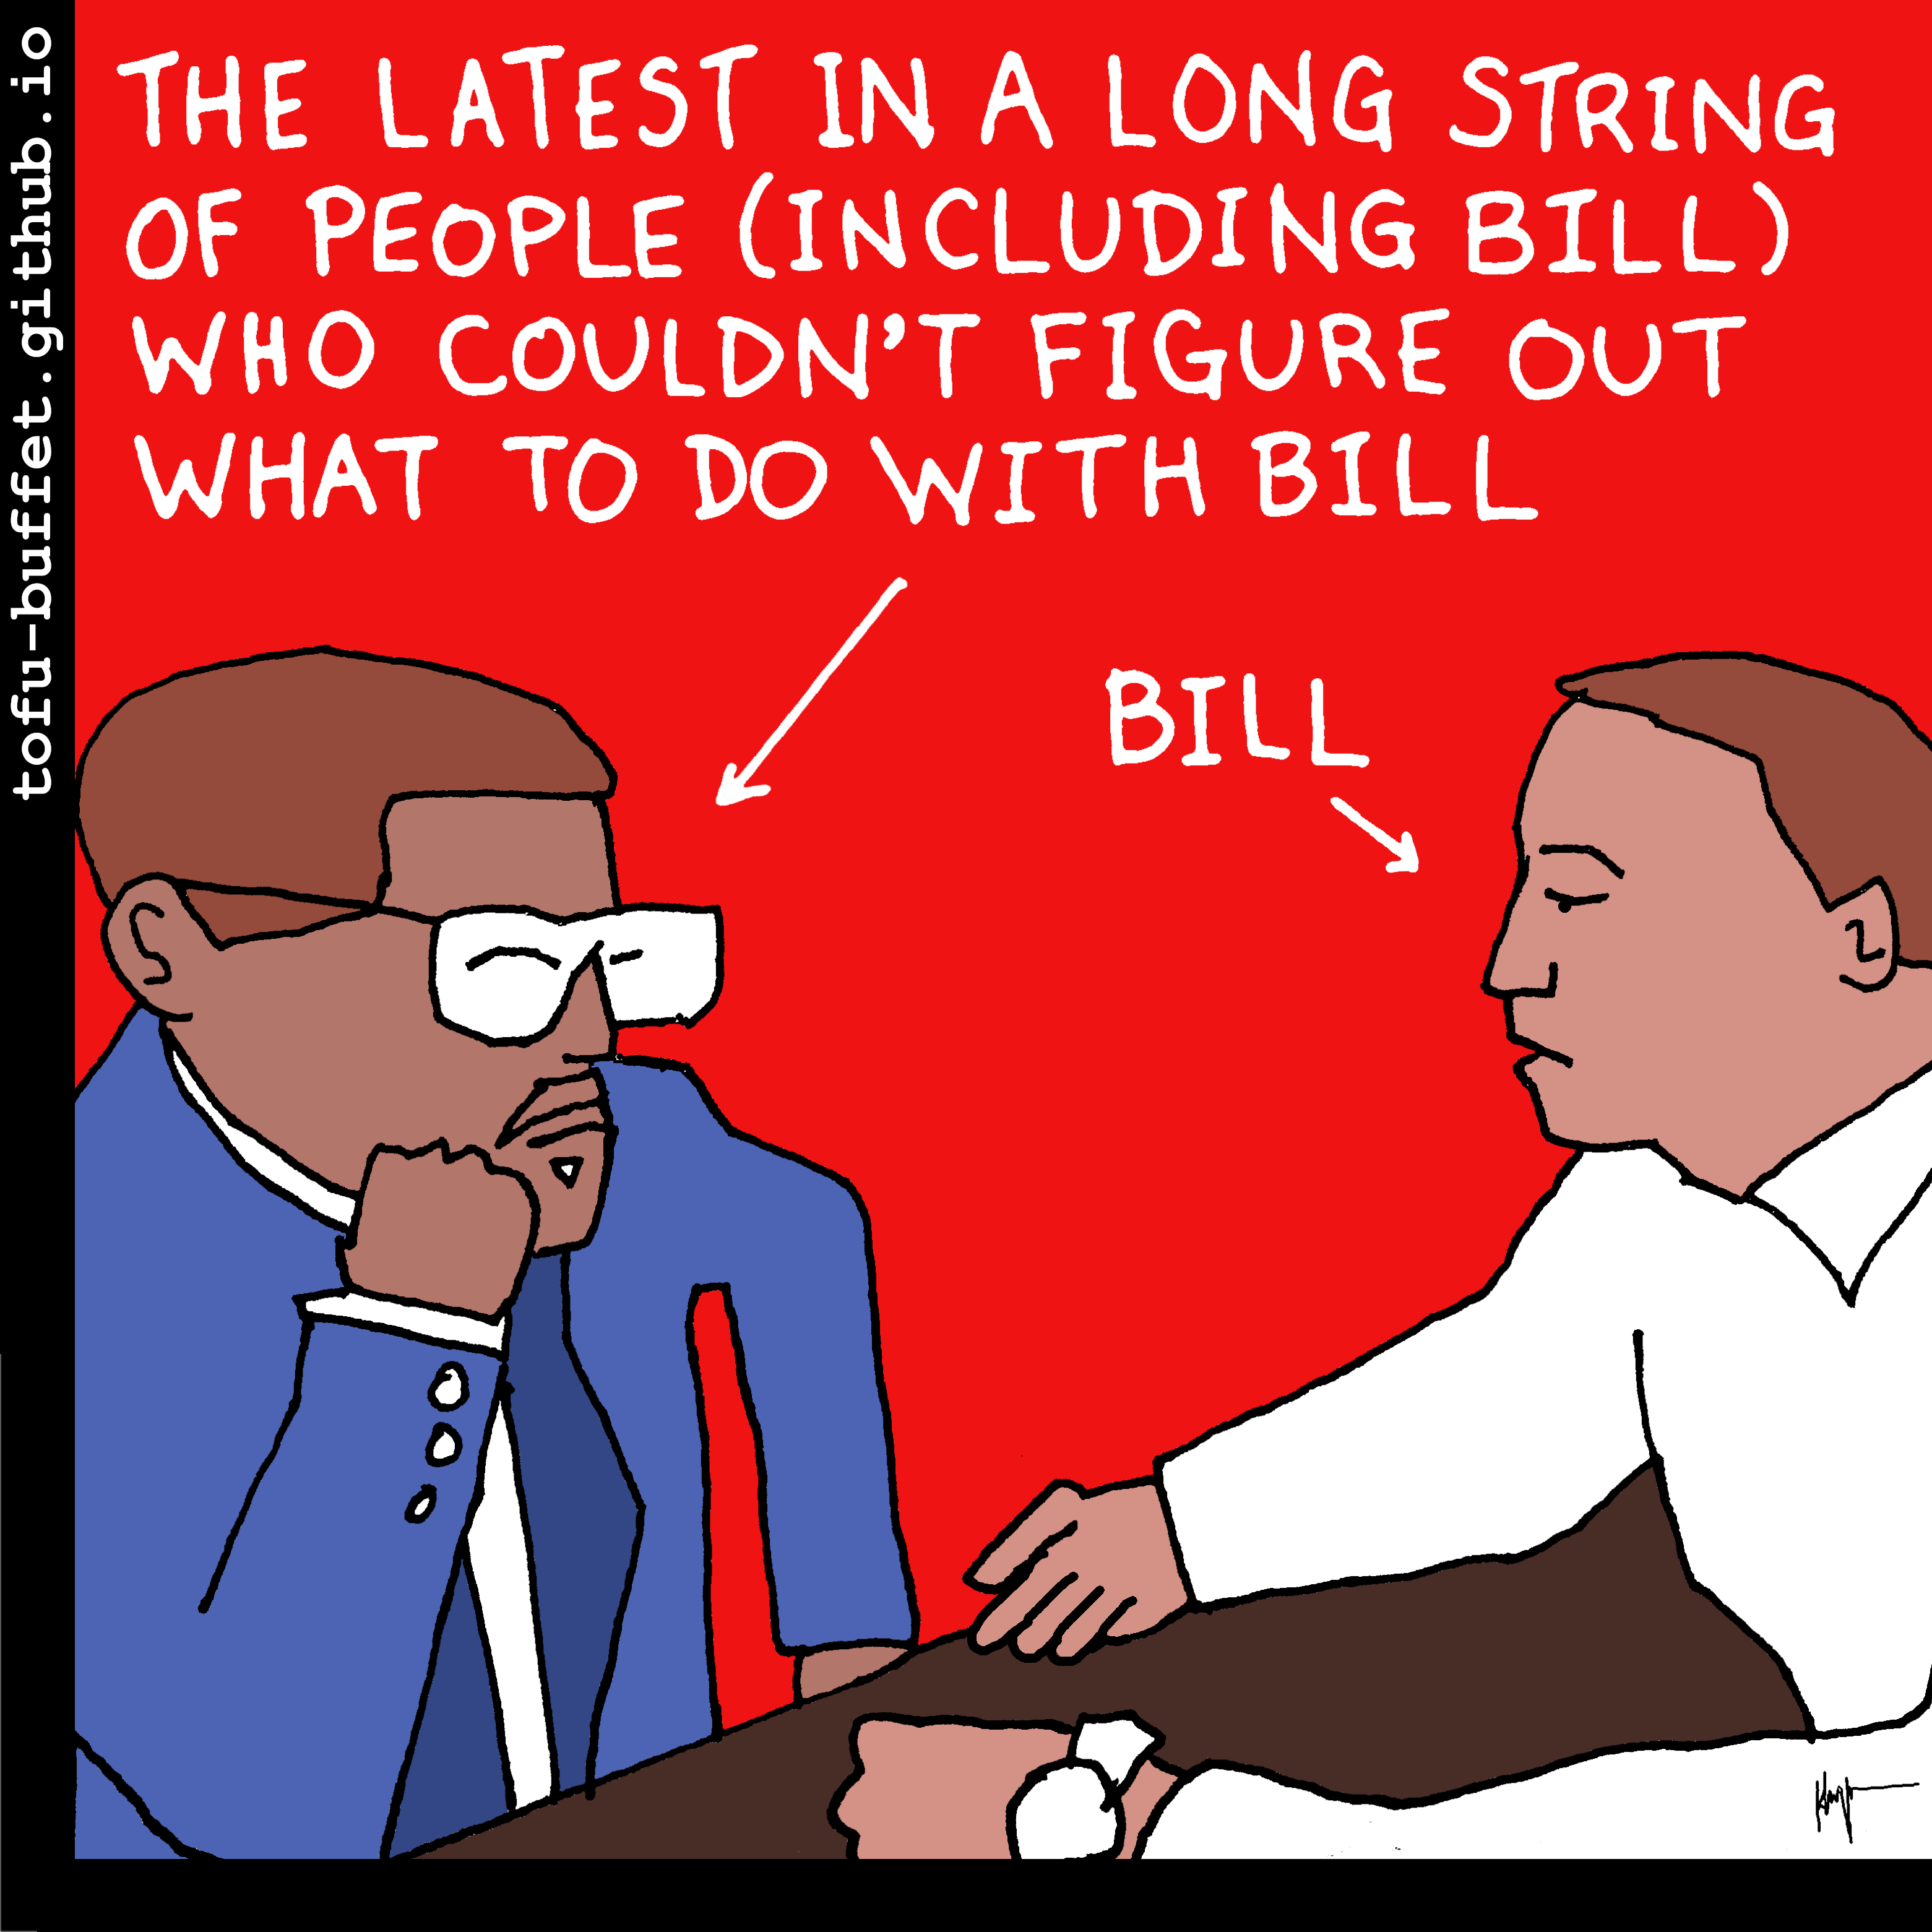 THE LATEST IN A LONG STRING
OF PEOPLE (INCLUDING BILL)
WHO COULDN'T FIGURE OUT
WHAT TO DO WITH BILL
BILL
tofu-buffet.github.io